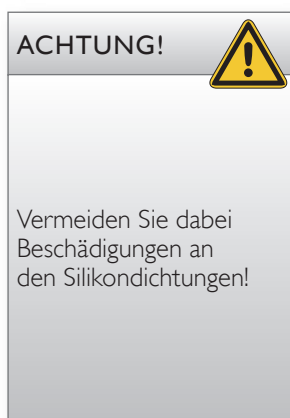 ACHTUNG!
Vermeiden Sie dabei
Beschädigungen an
den Silikondichtungen!